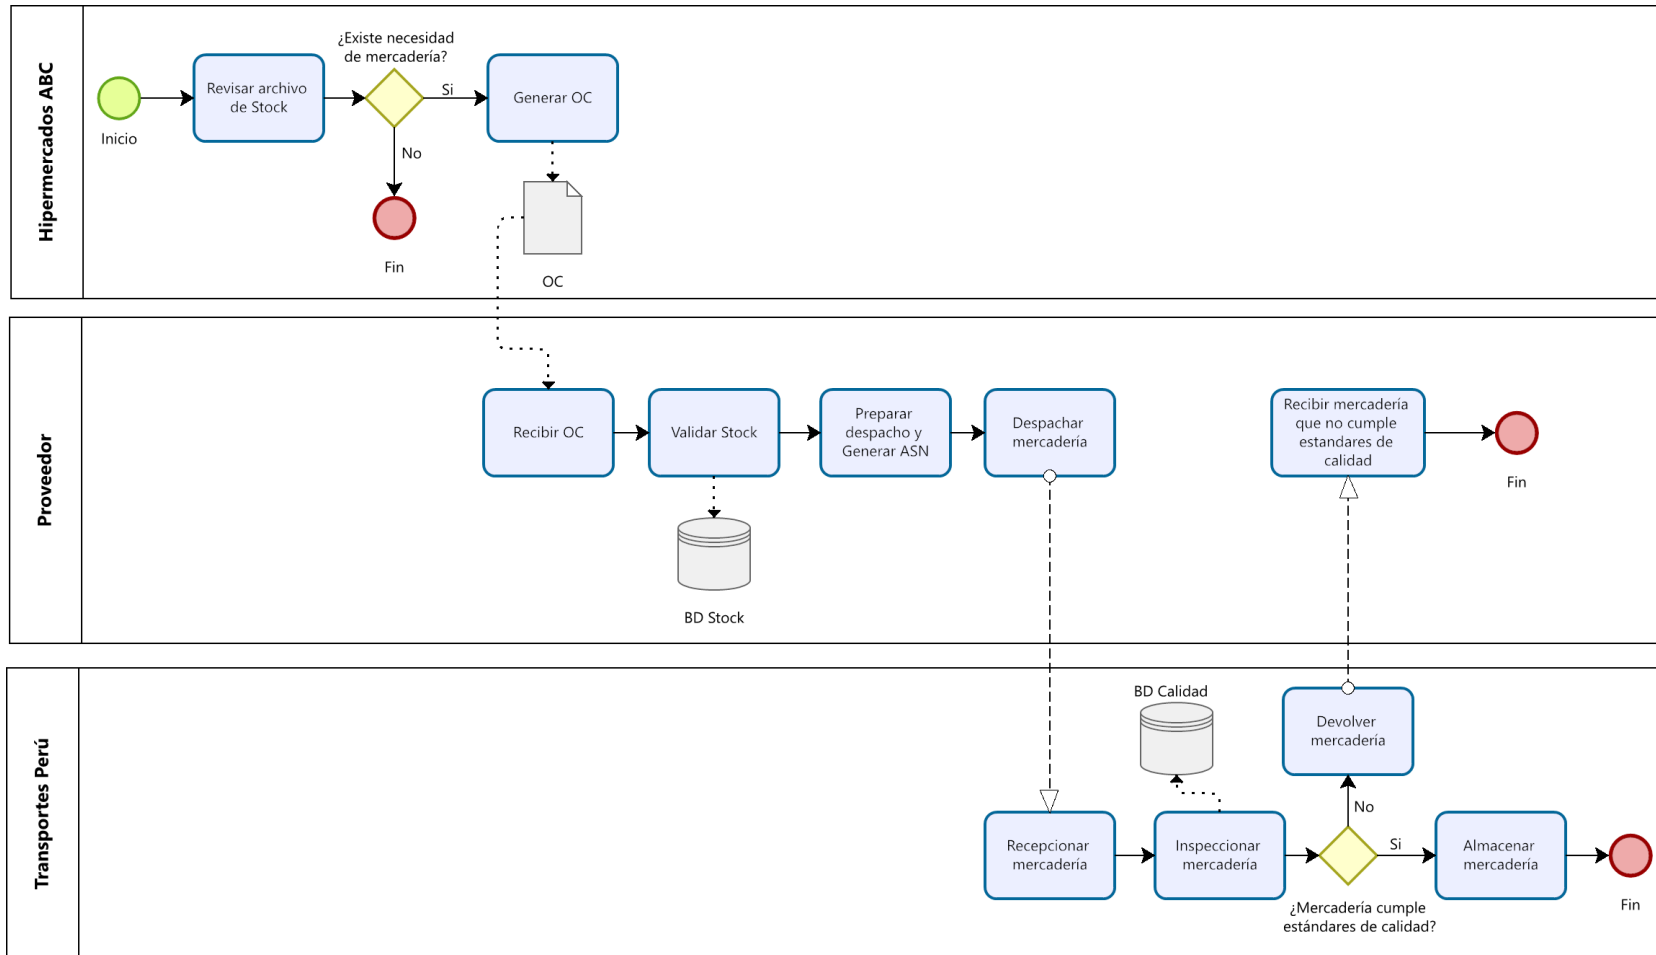 Hipermercados ABC
Inicio
Revisar archivo
de Stock
¿Existe necesidad
de mercadería?
Si
No
Fin
Generar OC
OC
Proveedor
Recibir OC
Validar Stock
BD Stock
Preparar
despacho y
Generar ASN
Despachar
mercadería
Recibir mercadería
que no cumple
estandares de
calidad
Fin
Transportes Perú
Recepcionar
mercadería
BD Calidad
Inspeccionar
mercadería
Devolver
mercadería
No
Si
¿Mercadería cumple
estándares de calidad?
Almacenar
mercadería
Fin